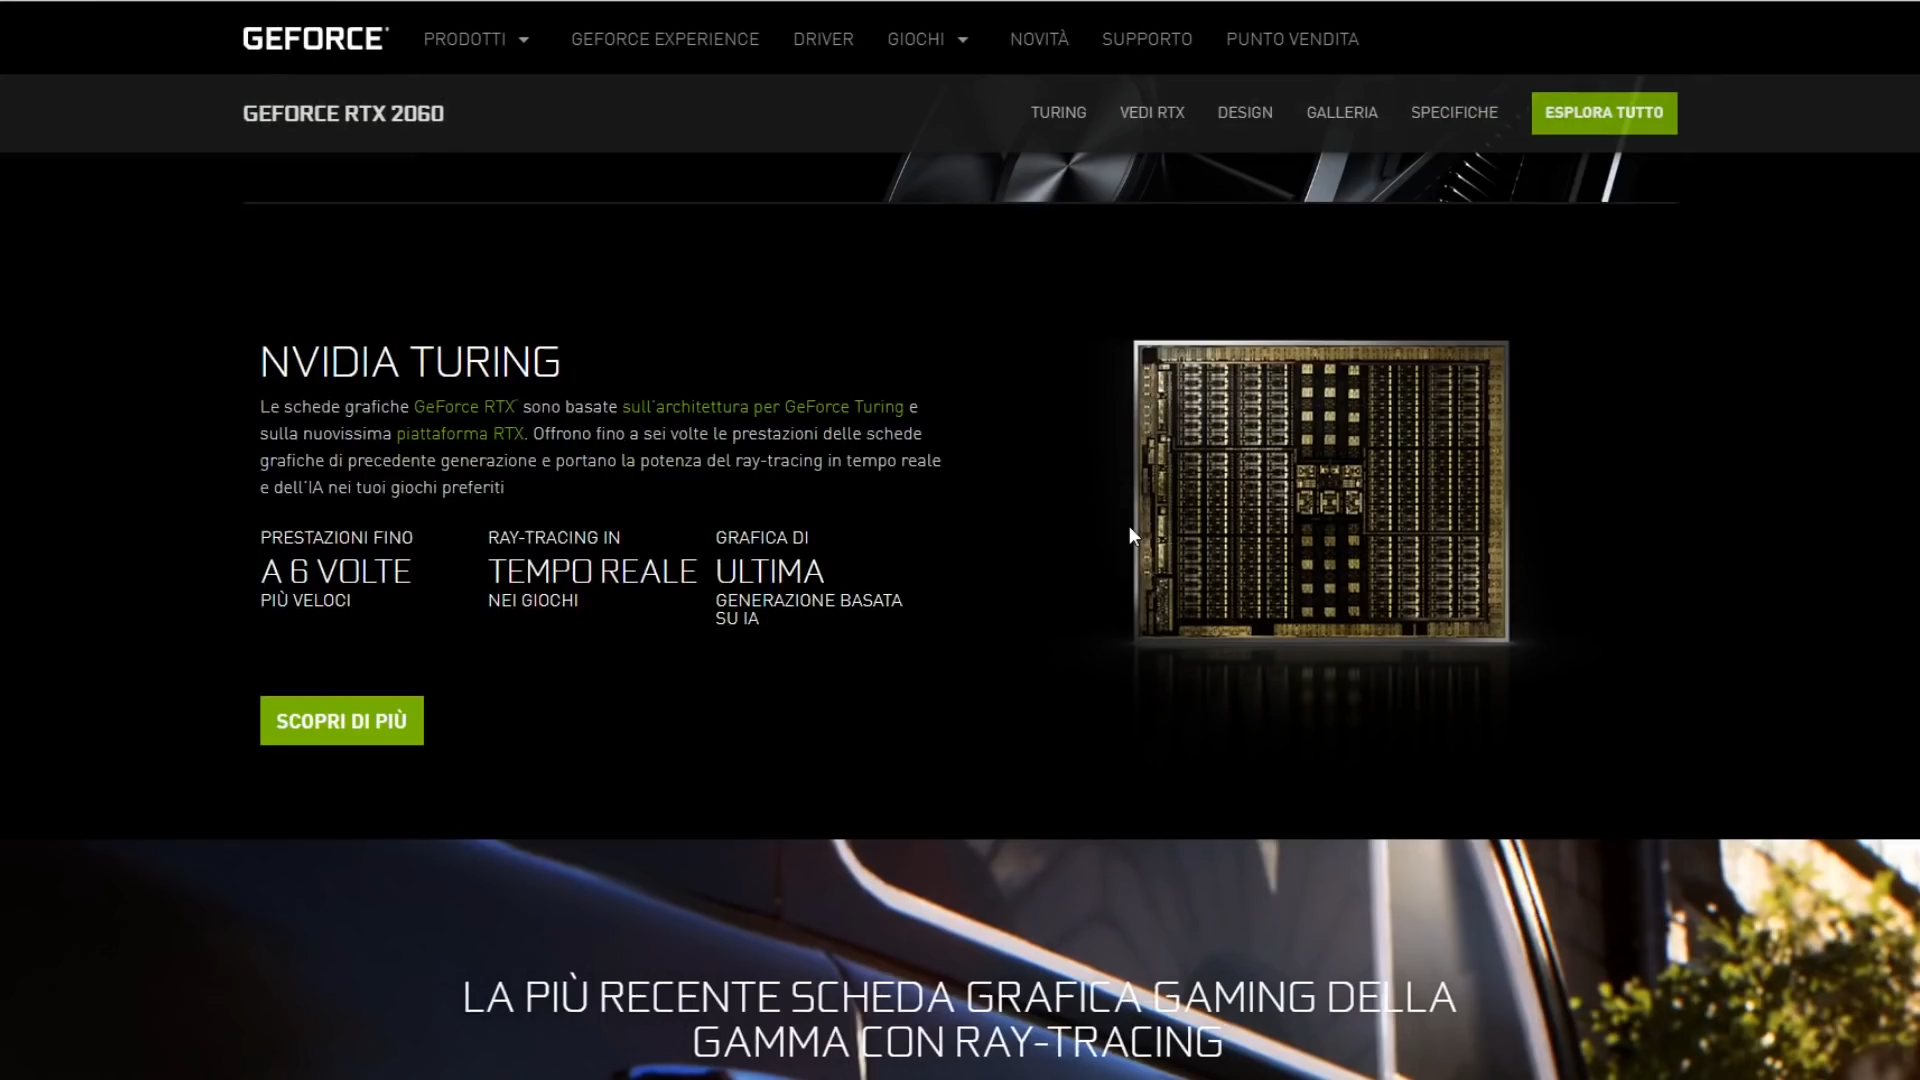 GEFORCE PRODOTTI GEFORCE EXPERIENCE DRIVER GIOCHI NOVITÀ SUPPORTO PUNTO VENDITA
GEFORCE RTX 2060 TURING VEDI RTX DESIGN GALLERIA SPECIFICHE ESPLORA TUTTO
NVIDIA TURING
Le schede grafiche GeForce RTX™ sono basate sull'architettura per GeForce Turing e
sulla nuovissima piattaforma RTX. Offrono fino a sei volte le prestazioni delle schede
grafiche di precedente generazione e portano la potenza del ray-tracing in tempo reale
e dell'IA nei tuoi giochi preferiti
PRESTAZIONI FINO
A 6 VOLTE
PIÙ VELOCI
RAY-TRACING IN
TEMPO REALE
NEI GIOCHI
GRAFICA DI
ULTIMA
GENERAZIONE BASATA
SU IA
SCOPRI DI PIÙ
LA PIÙ RECENTE SCHEDA GRAFICA GAMING DELLA
GAMMA CON RAY-TRACING